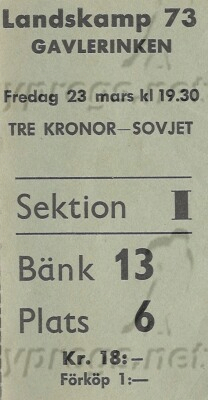 Landskamp 73
GAVLERINKEN
Fredag 23 mars kl 19.30
TRE KRONOR—SOVJET
Sektion I
Bänk 13
Plats 6
Kr. 18:-
Förköp 1:—